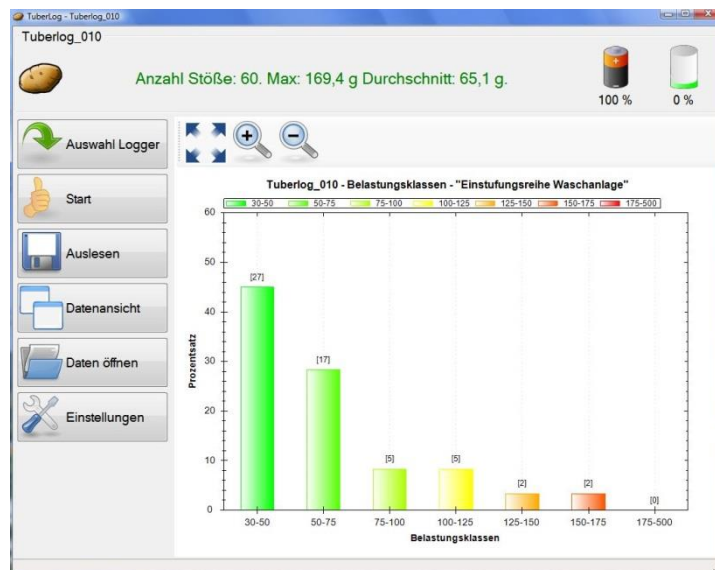 TuberLog - Tuberlog_010
Tuberlog_010
Anzahl Stöße: 60. Max: 169,4 g Durchschnitt: 65,1 g.
100 %
0 %
Auswahl Logger
Start
Auslesen
Datenansicht
Daten öffnen
Einstellungen
Tuberlog_010 - Belastungsklassen - "Einstufungsreihe Waschanlage"
30-50 50-75 75-100 100-125 125-150 150-175 175-500
Prozentsatz
60
50
40
30
20
10
0
[27]
[17]
[5]
[5]
[2]
[2]
[0]
30-50 50-75 75-100 100-125 125-150 150-175 175-500
Belastungsklassen